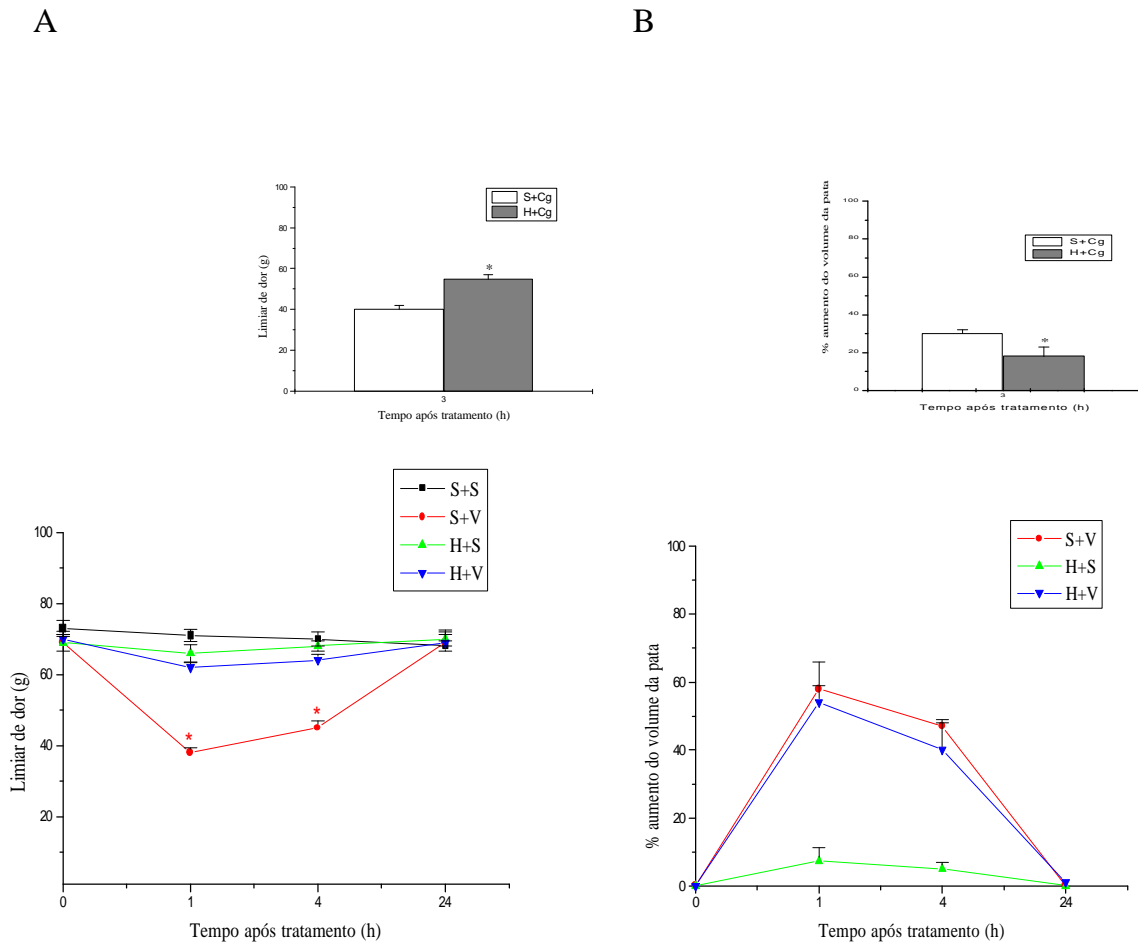 A
B
100
80
60
40
20
0
Limiar de dor (g)
S+Cg
H+Cg
*
3
Tempo após tratamento (h)
100
80
60
40
20
0
% aumento do volume da pata
S+Cg
H+Cg
*
3
Tempo após tratamento (h)
S+S
S+V
H+S
H+V
100
80
60
40
20
Limiar de dor (g)
*
*
0
1
4
24
Tempo após tratamento (h)
S+V
H+S
H+V
100
80
60
40
20
0
% aumento do volume da pata
0
1
4
24
Tempo após tratamento (h)